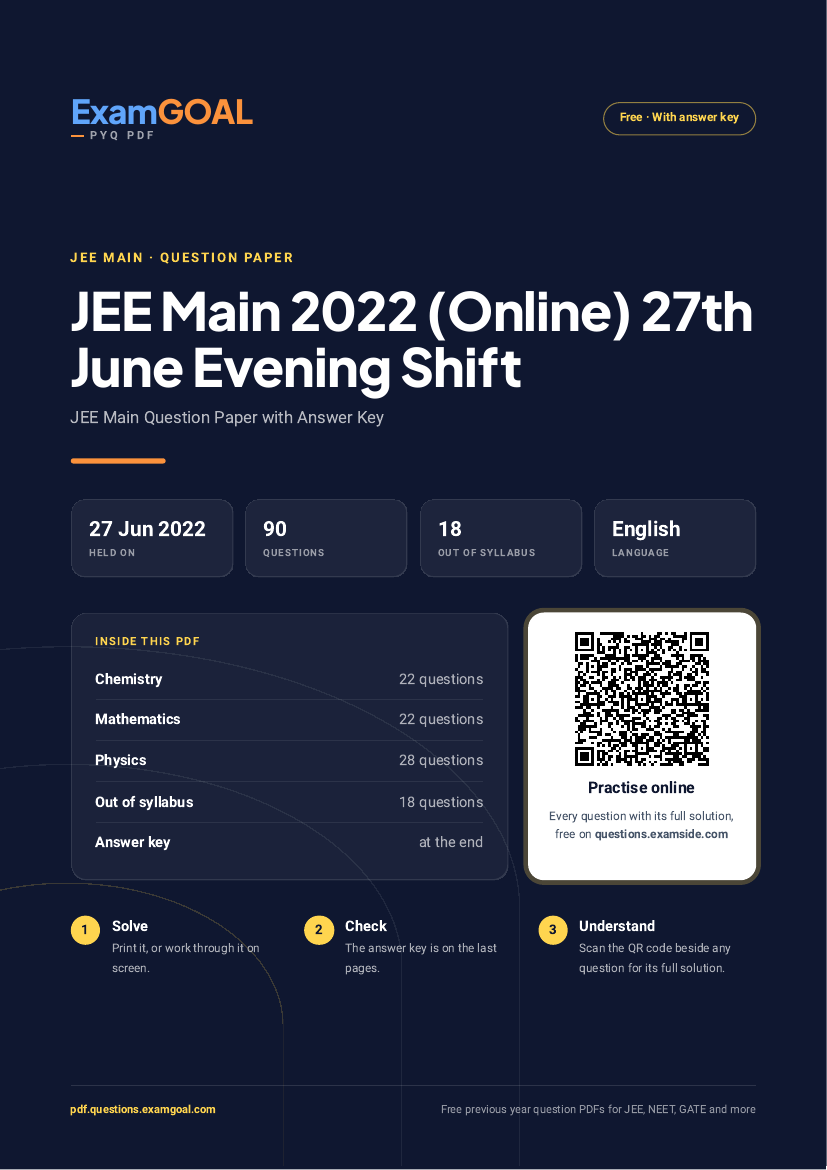 ExamGOAL
PYQ PDF
Free · With answer key
JEE MAIN · QUESTION PAPER
JEE Main 2022 (Online) 27th
June Evening Shift
JEE Main Question Paper with Answer Key
27 Jun 2022
HELD ON
90
QUESTIONS
18
OUT OF SYLLABUS
English
LANGUAGE
INSIDE THIS PDF
Chemistry 22 questions
Mathematics 22 questions
Physics 28 questions
Out of syllabus 18 questions
Answer key at the end
Practise online
Every question with its full solution,
free on questions.examside.com
1 Solve
Print it, or work through it on
screen.
2 Check
The answer key is on the last
pages.
3 Understand
Scan the QR code beside any
question for its full solution.
pdf.questions.examgoal.com
Free previous year question PDFs for JEE, NEET, GATE and more